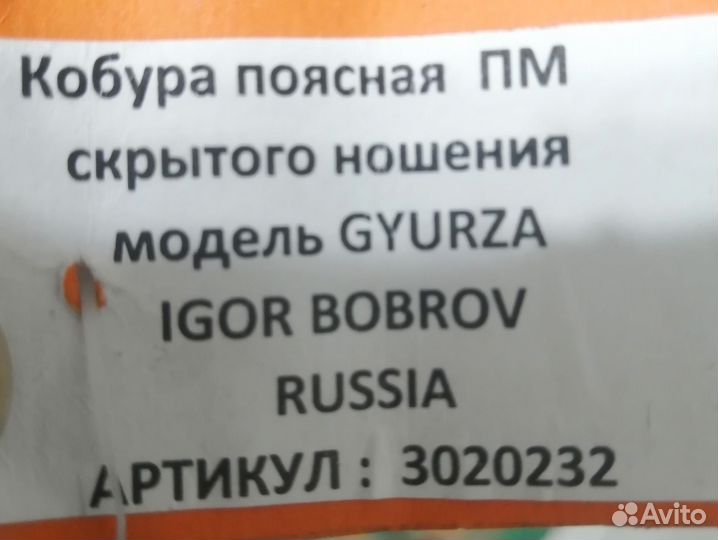 Кобура поясная ПМ
скрытого ношения
модель GYURZA
IGOR BOBROV
RUSSIA
АРТИКУЛ : 3020232
Avito